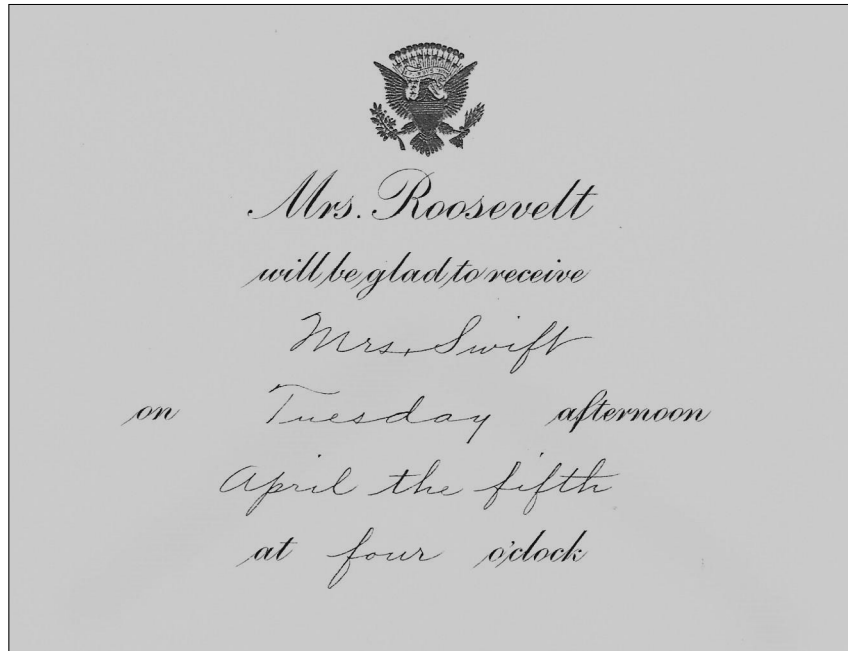 Mrs. Roosevelt
will be glad to receive
Mrs. Swift
on Tuesday afternoon
April the fifth
at four o'clock